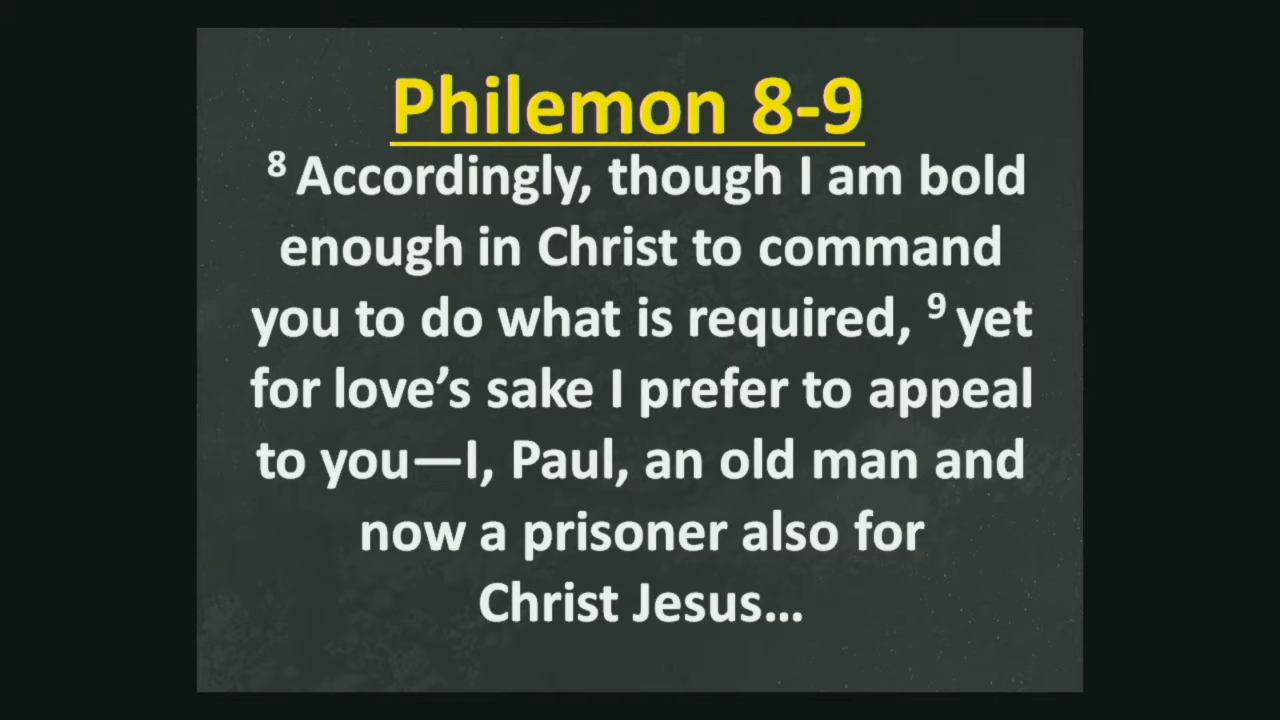 Philemon 8-9
8 Accordingly, though I am bold
enough in Christ to command
you to do what is required, 9 yet
for love’s sake I prefer to appeal
to you—I, Paul, an old man and
now a prisoner also for
Christ Jesus…